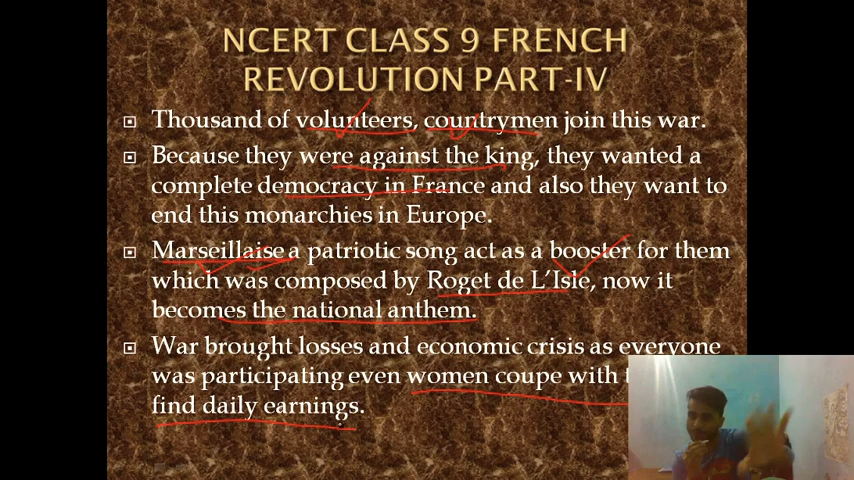 NCERT CLASS 9 FRENCH
REVOLUTION PART-IV
Thousand of volunteers, countrymen join this war.
Because they were against the king, they wanted a
complete democracy in France and also they want to
end this monarchies in Europe.
Marseillaise a patriotic song act as a booster for them
which was composed by Roget de L’Isle, now it
becomes the national anthem.
War brought losses and economic crisis as everyone
was participating even women coupe with
find daily earnings.